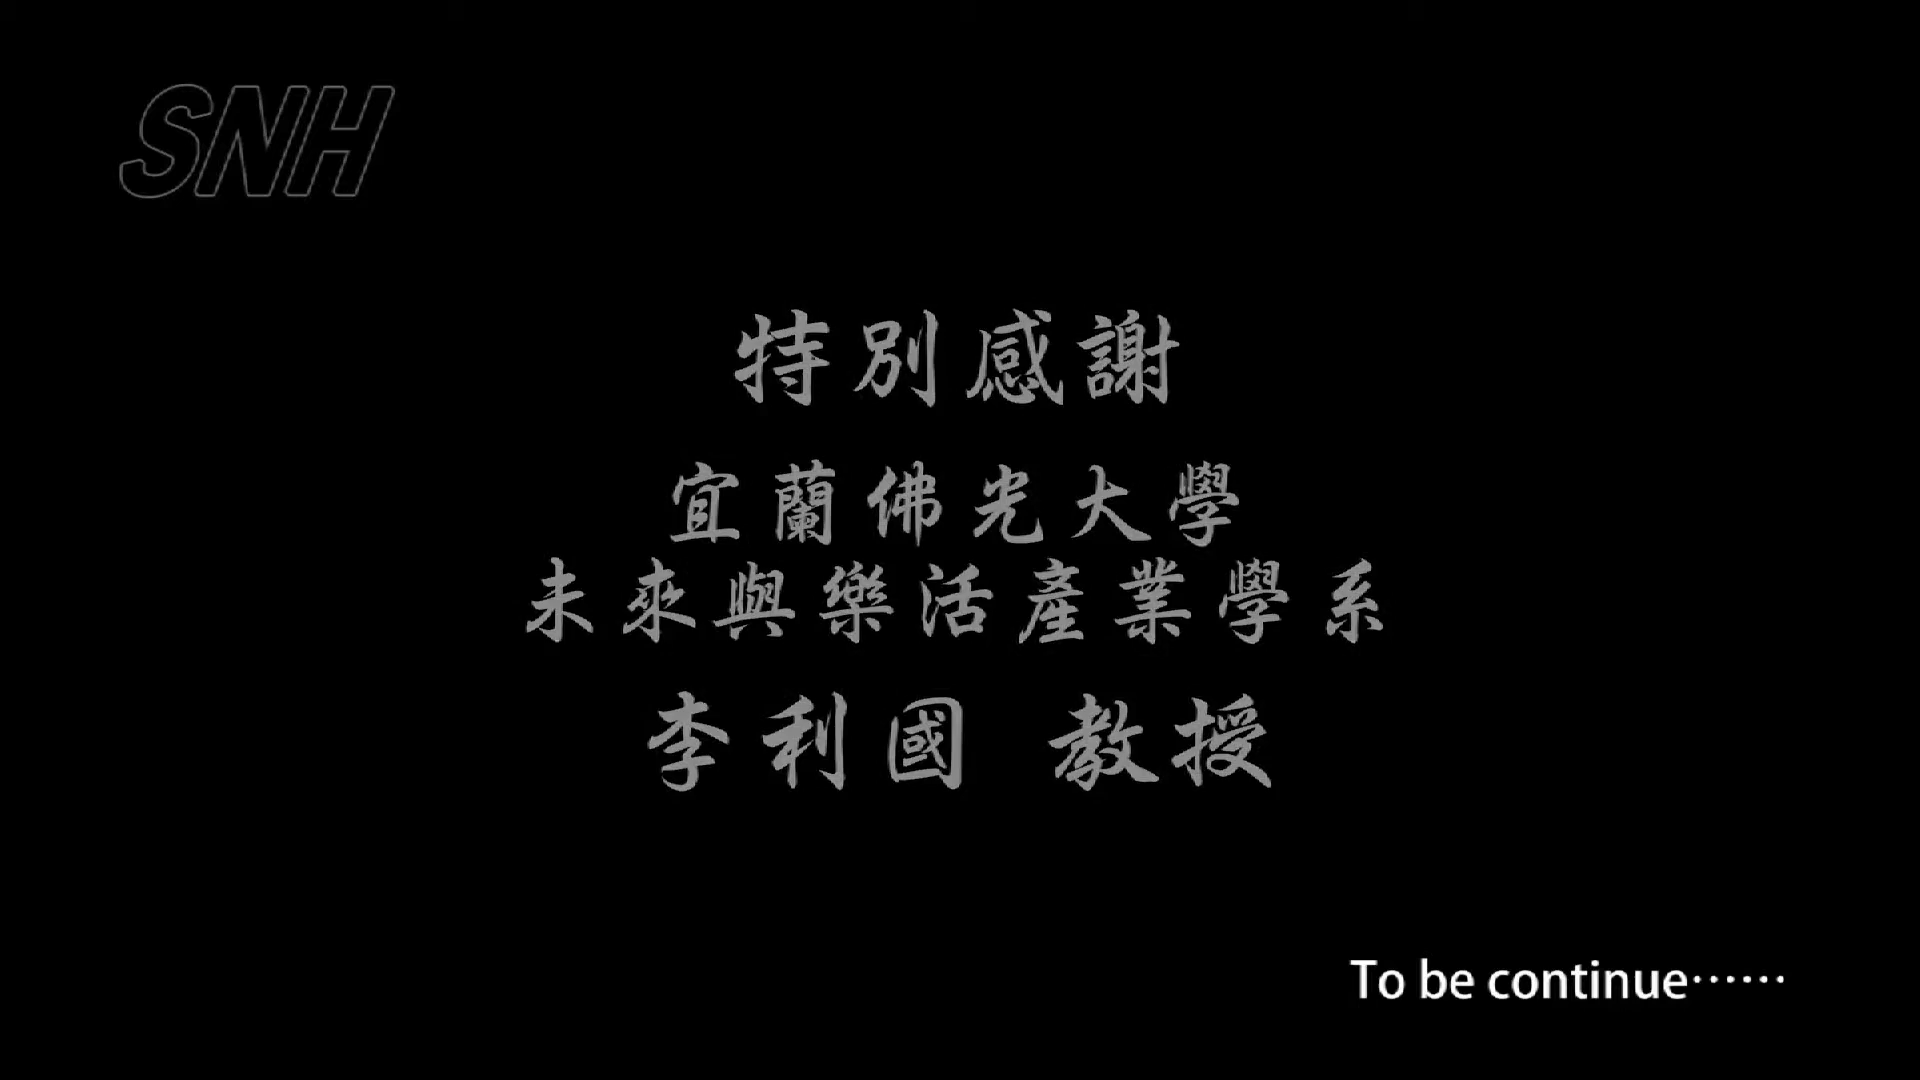 SNH
特別感謝
宜蘭佛光大學
未來與樂活產業學系
李利國 教授
To be continue⋯⋯